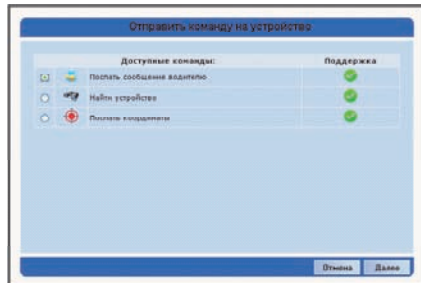 Отправить команду на устройство
Доступные команды: Поддержка
Послать сообщение водителю
Найти устройство
Послать координаты
Отмена Далее